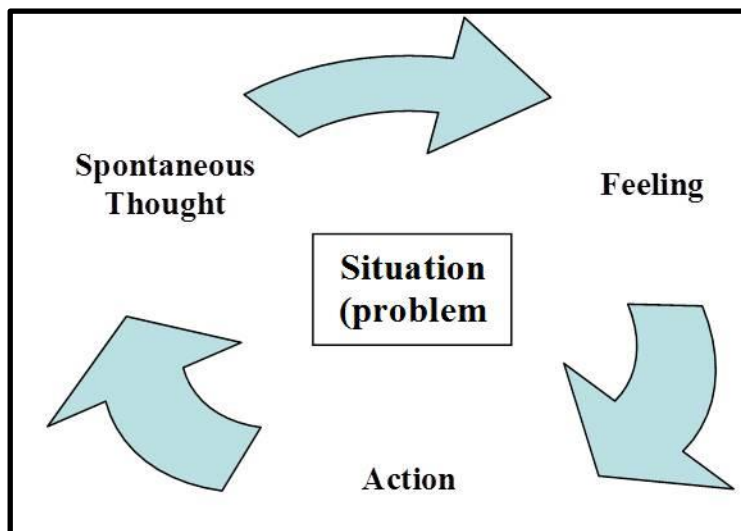 Spontaneous
Thought
Feeling
Situation
(problem
Action